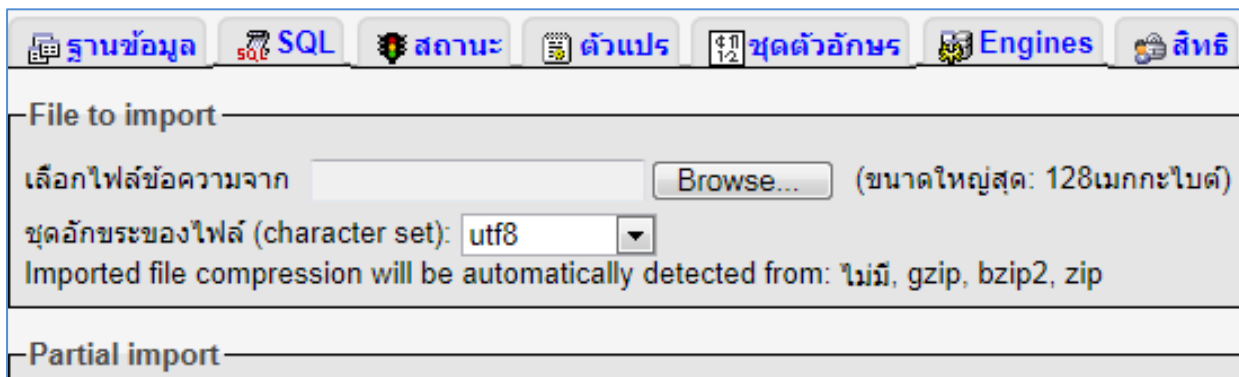 ฐานข้อมูล SQL สถานะ ตัวแปร ชุดตัวอักษร Engines สิทธิ
File to import
เลือกไฟล์ข้อความจาก Browse... (ขนาดใหญ่สุด: 128เมกกะไบต์)
ชุดอักขระของไฟล์ (character set): utf8
Imported file compression will be automatically detected from: ไม่มี, gzip, bzip2, zip
Partial import